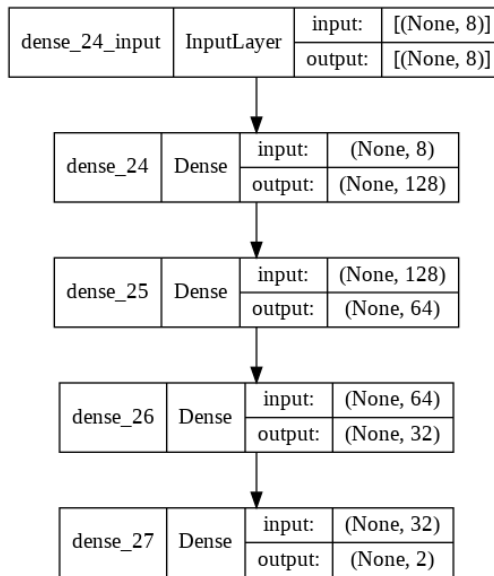 dense_24_input InputLayer input: [(None, 8)]
output: [(None, 8)]
dense_24 Dense input: (None, 8)
output: (None, 128)
dense_25 Dense input: (None, 128)
output: (None, 64)
dense_26 Dense input: (None, 64)
output: (None, 32)
dense_27 Dense input: (None, 32)
output: (None, 2)